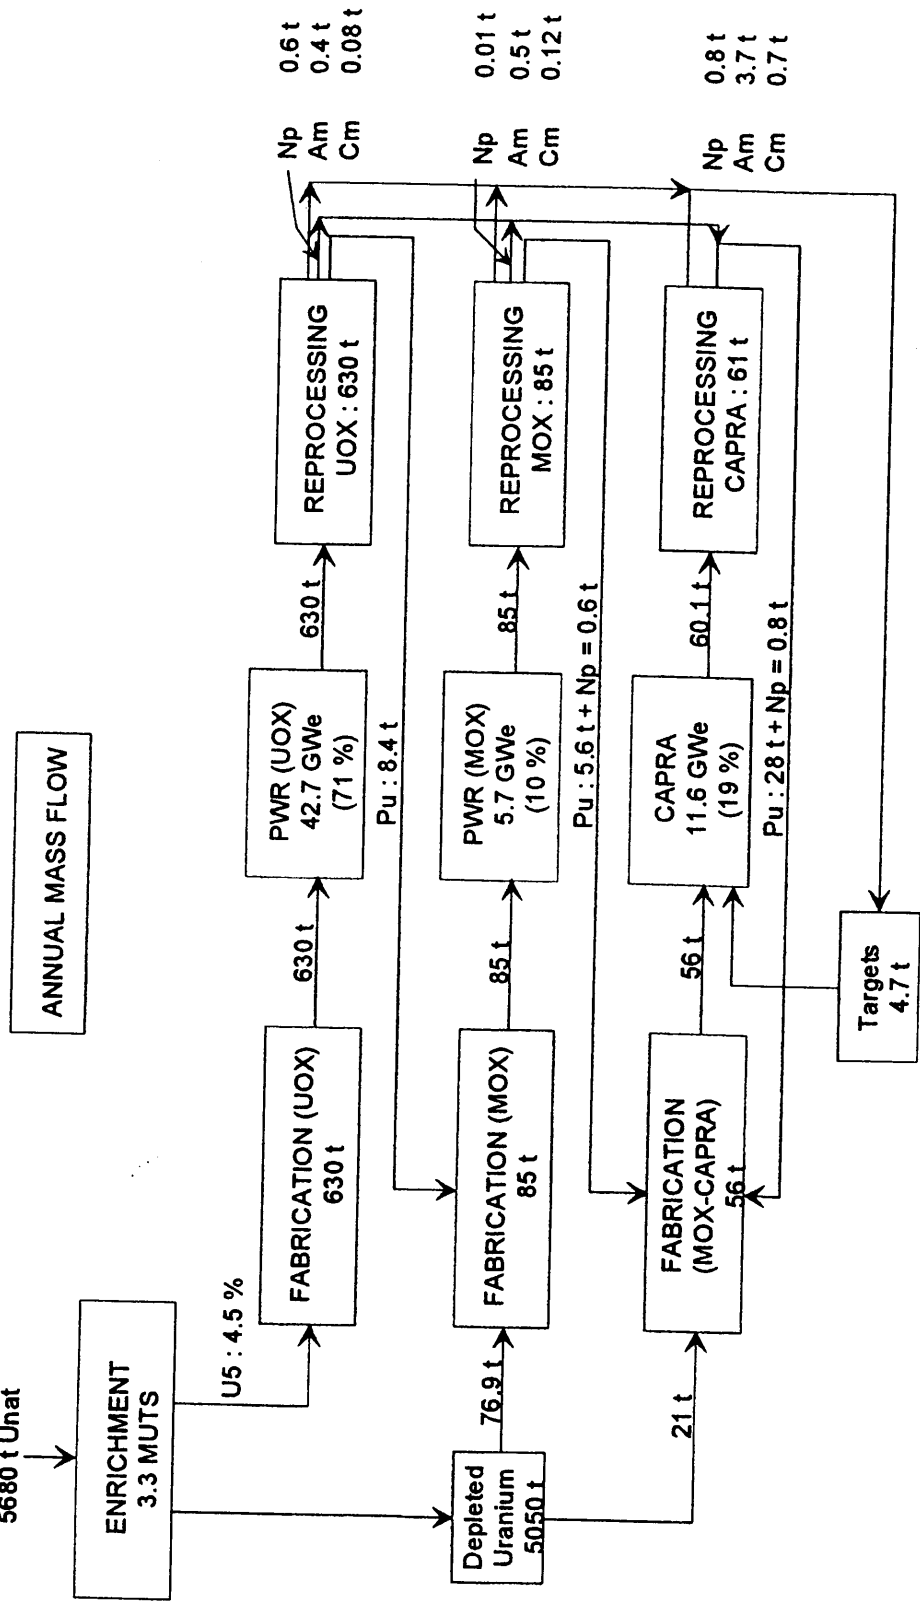 ANNUAL MASS FLOW
5680 t Unat
ENRICHMENT
3.3 MUTS
U5 : 4.5 %
FABRICATION (UOX)
630 t
630 t
PWR (UOX)
42.7 GWe
(71 %)
630 t
REPROCESSING
UOX : 630 t
Np 0.6 t
Am 0.4 t
Cm 0.08 t
Pu : 8.4 t
Depleted
Uranium
5050 t
76.9 t
FABRICATION (MOX)
85 t
85 t
PWR (MOX)
5.7 GWe
(10 %)
85 t
REPROCESSING
MOX : 85 t
Np 0.01 t
Am 0.5 t
Cm 0.12 t
Pu : 5.6 t + Np = 0.6 t
21 t
FABRICATION
(MOX-CAPRA)
56 t
56 t
CAPRA
11.6 GWe
(19 %)
60.1 t
REPROCESSING
CAPRA : 61 t
Np 0.8 t
Am 3.7 t
Cm 0.7 t
Pu : 28 t + Np = 0.8 t
Targets
4.7 t